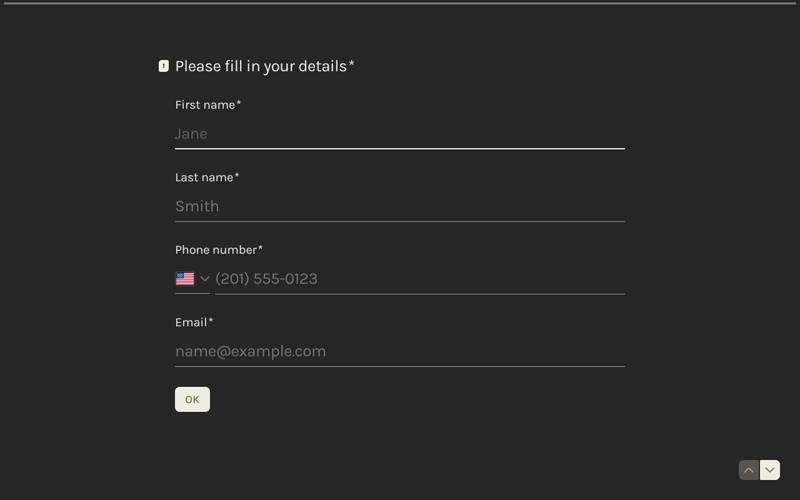 1 Please fill in your details*
First name*
Jane
Last name*
Smith
Phone number*
(201) 555-0123
Email*
name@example.com
OK